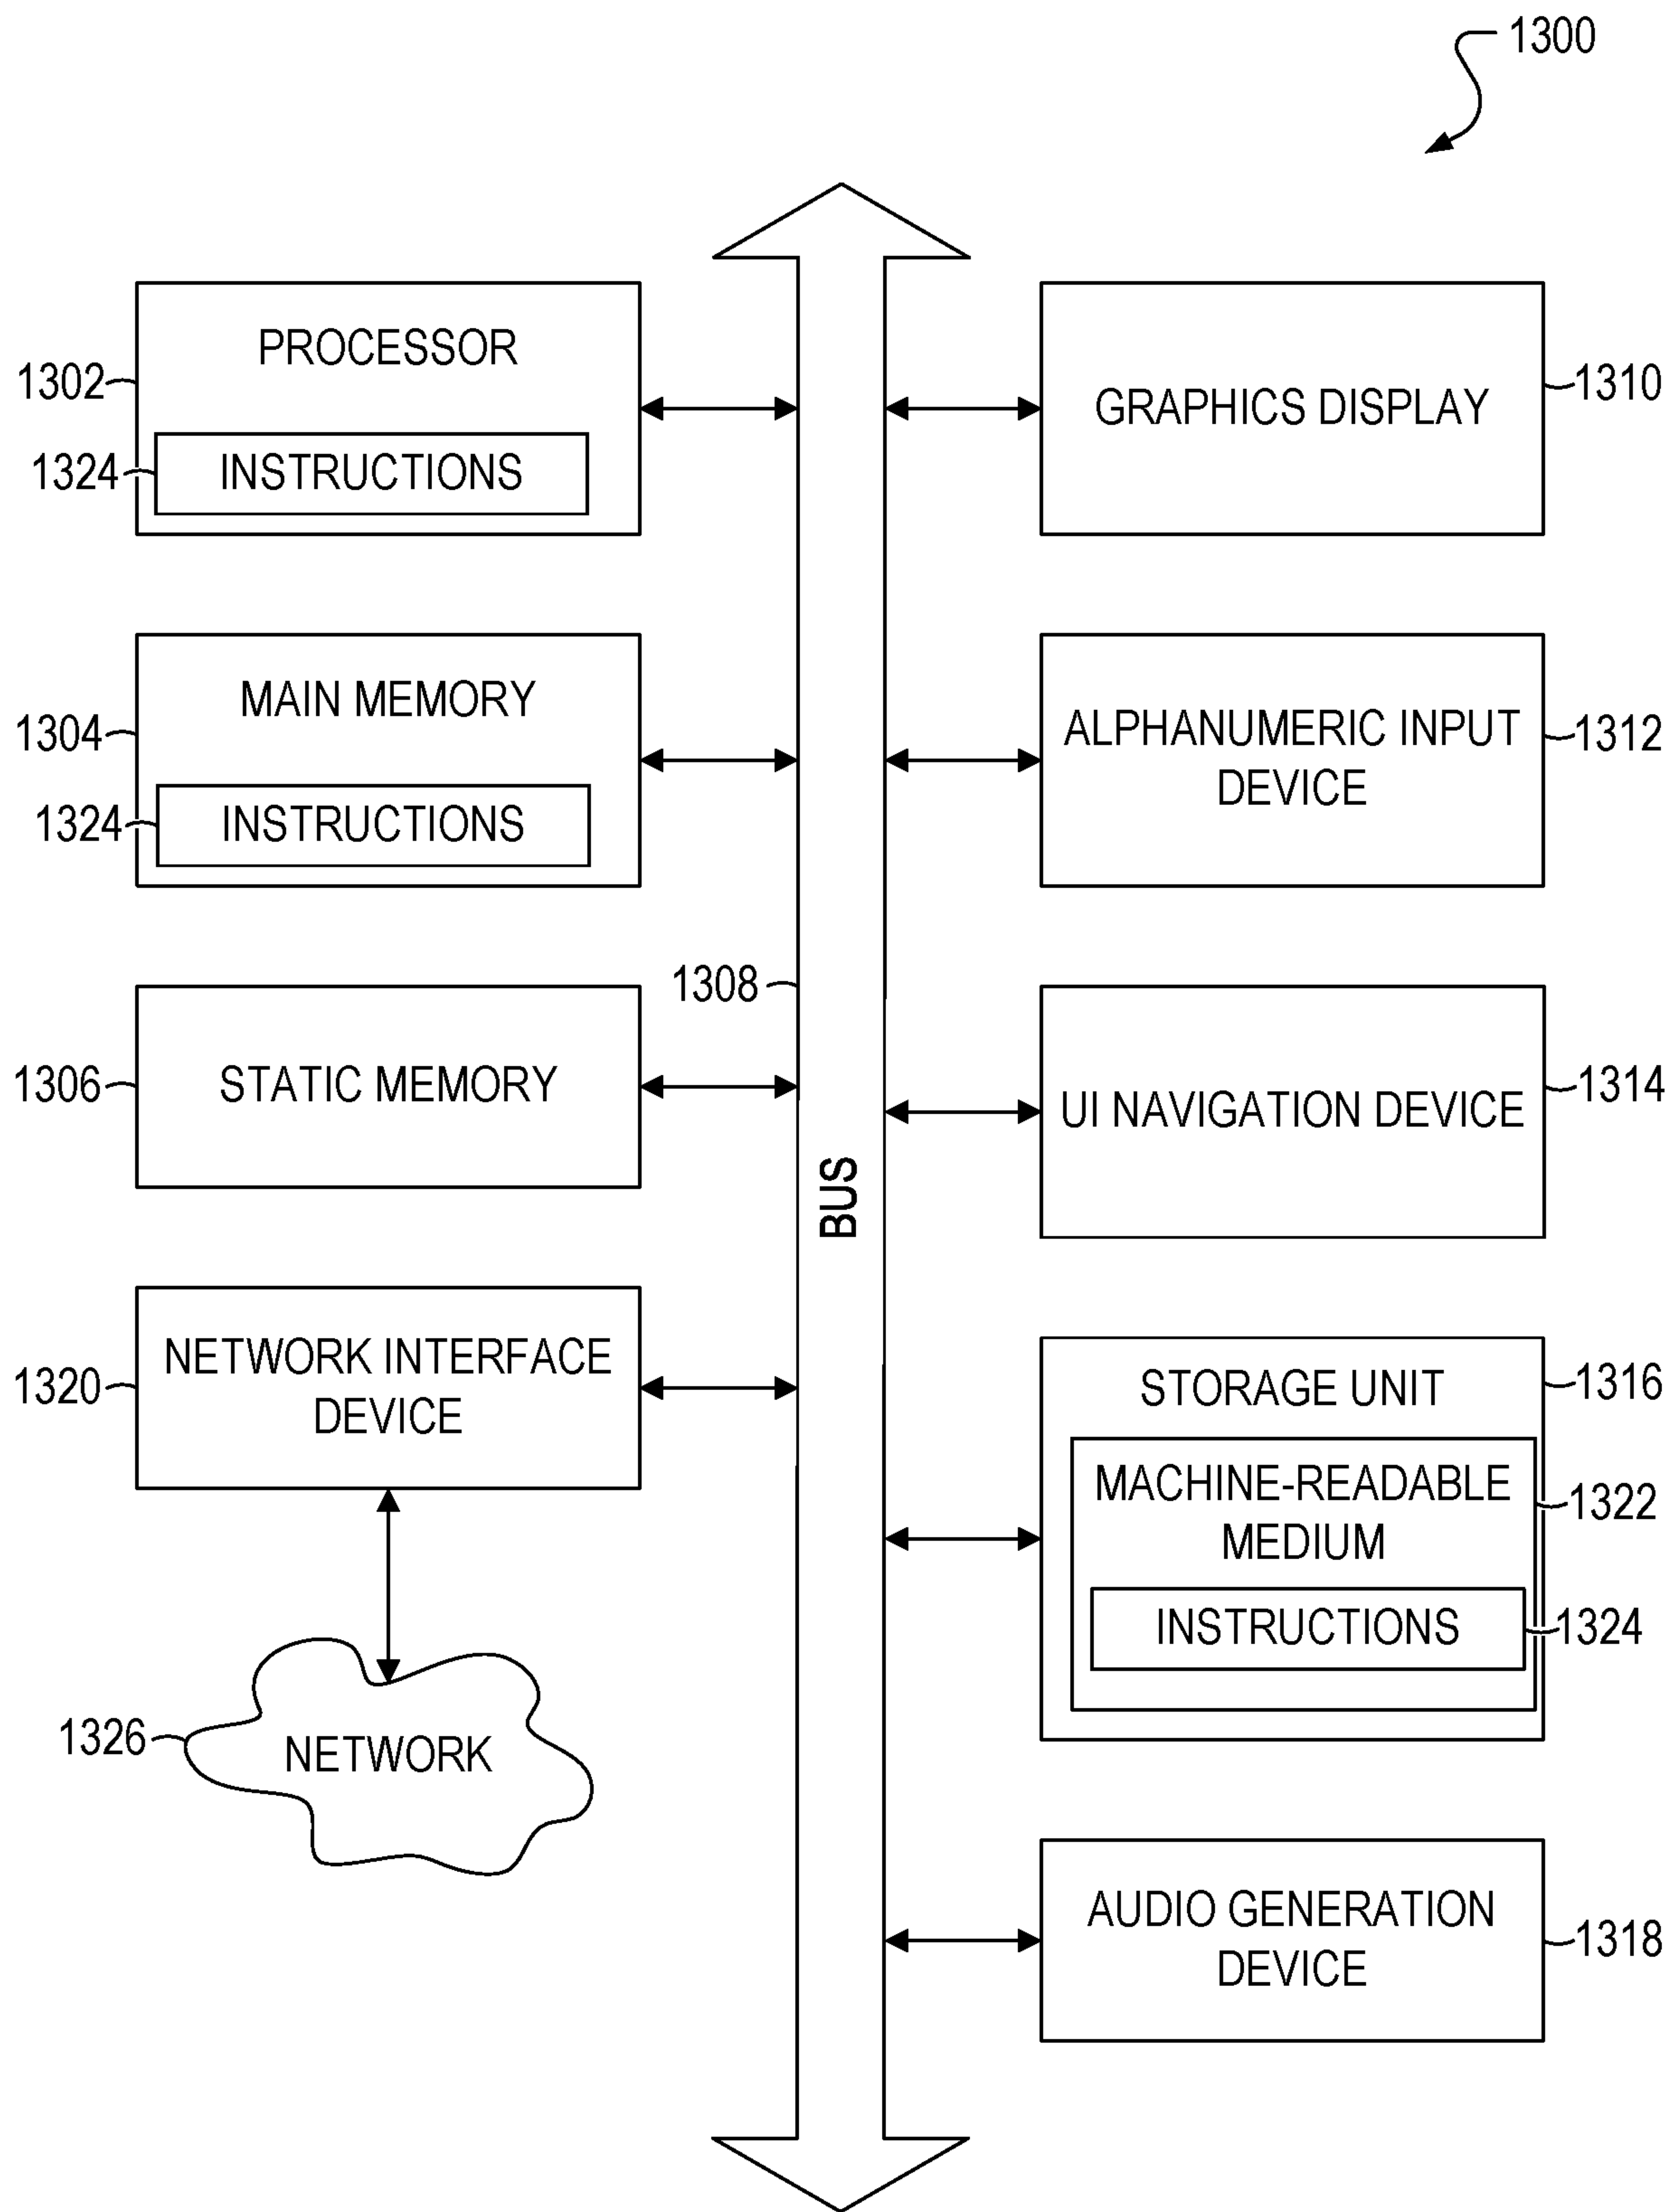 1300
PROCESSOR
1302
1324
INSTRUCTIONS
MAIN MEMORY
1304
1324
INSTRUCTIONS
1308
STATIC MEMORY
1306
BUS
NETWORK INTERFACE
DEVICE
1320
1326
NETWORK
GRAPHICS DISPLAY
1310
ALPHANUMERIC INPUT
DEVICE
1312
UI NAVIGATION DEVICE
1314
STORAGE UNIT
1316
MACHINE-READABLE
MEDIUM
1322
INSTRUCTIONS
1324
AUDIO GENERATION
DEVICE
1318